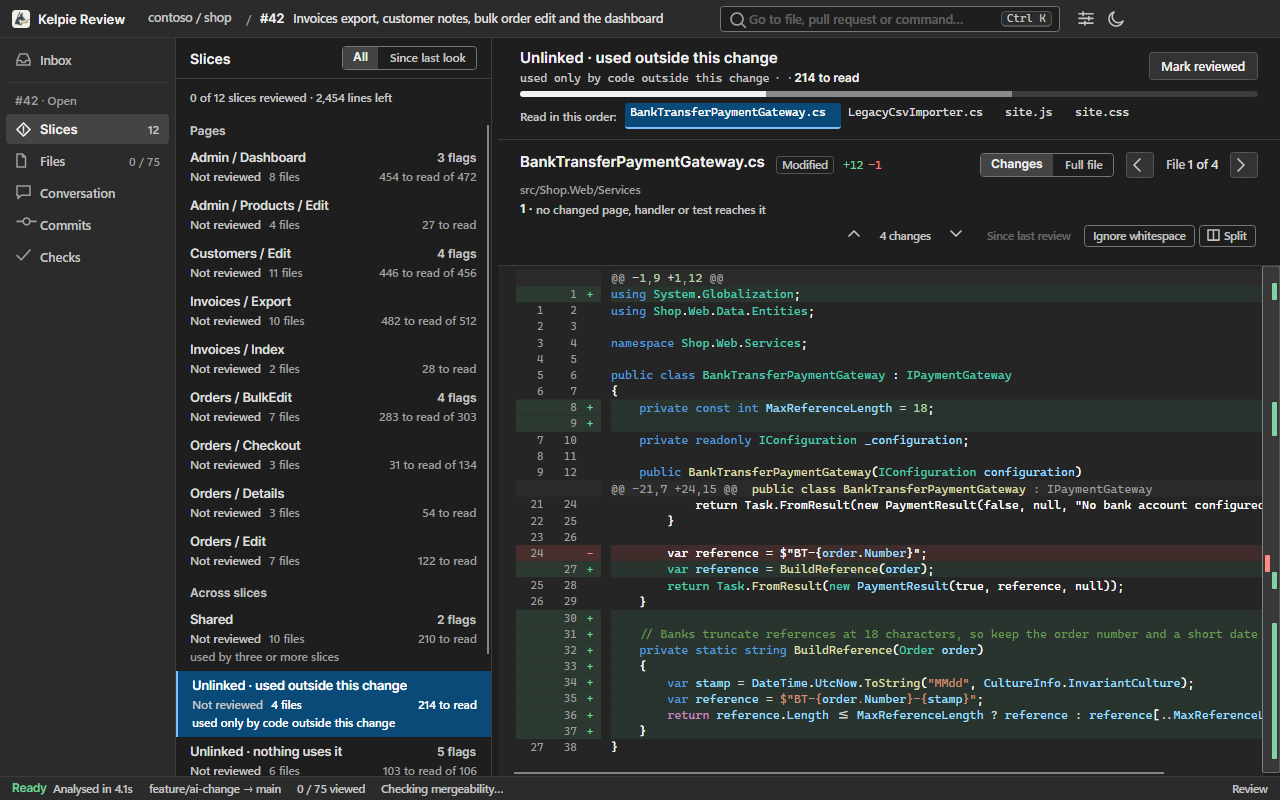 Kelpie Review
contoso / shop / #42 Invoices export, customer notes, bulk order edit and the dashboard
Go to file, pull request or command... Ctrl K
Inbox
#42 · Open
Slices 12
Files 0 / 75
Conversation
Commits
Checks
Slices
All Since last look
0 of 12 slices reviewed · 2,454 lines left
Pages
Admin / Dashboard 3 flags
Not reviewed 8 files 454 to read of 472
Admin / Products / Edit
Not reviewed 4 files 27 to read
Customers / Edit 4 flags
Not reviewed 11 files 446 to read of 456
Invoices / Export
Not reviewed 10 files 482 to read of 512
Invoices / Index
Not reviewed 2 files 28 to read
Orders / BulkEdit 4 flags
Not reviewed 7 files 283 to read of 303
Orders / Checkout
Not reviewed 3 files 31 to read of 134
Orders / Details
Not reviewed 3 files 54 to read
Orders / Edit
Not reviewed 7 files 122 to read
Across slices
Shared 2 flags
Not reviewed 10 files 210 to read
used by three or more slices
Unlinked · used outside this change
Not reviewed 4 files 214 to read
used only by code outside this change
Unlinked · nothing uses it 5 flags
Not reviewed 6 files 103 to read of 106
Unlinked · used outside this change
used only by code outside this change · · 214 to read
Mark reviewed
Read in this order: BankTransferPaymentGateway.cs LegacyCsvImporter.cs site.js site.css
BankTransferPaymentGateway.cs Modified +12 −1
Changes Full file File 1 of 4
src/Shop.Web/Services
1 · no changed page, handler or test reaches it
4 changes Since last review Ignore whitespace Split
@@ -1,9 +1,12 @@
1 + using System.Globalization;
1 2 using Shop.Web.Data.Entities;
2 3
3 4 namespace Shop.Web.Services;
4 5
5 6 public class BankTransferPaymentGateway : IPaymentGateway
6 7 {
8 + private const int MaxReferenceLength = 18;
9 +
7 10 private readonly IConfiguration _configuration;
8 11
9 12 public BankTransferPaymentGateway(IConfiguration configuration)
@@ -21,7 +24,15 @@ public class BankTransferPaymentGateway : IPaymentGateway
21 24 return Task.FromResult(new PaymentResult(false, null, "No bank account configured
22 25 }
23 26
24 − var reference = $"BT-{order.Number}";
27 + var reference = BuildReference(order);
25 28 return Task.FromResult(new PaymentResult(true, reference, null));
26 29 }
30 +
31 + // Banks truncate references at 18 characters, so keep the order number and a short date
32 + private static string BuildReference(Order order)
33 + {
34 + var stamp = DateTime.UtcNow.ToString("MMdd", CultureInfo.InvariantCulture);
35 + var reference = $"BT-{order.Number}-{stamp}";
36 + return reference.Length <= MaxReferenceLength ? reference : reference[..MaxReferenceL
37 + }
27 38 }
Ready Analysed in 4.1s feature/ai-change → main 0 / 75 viewed Checking mergeability... Review